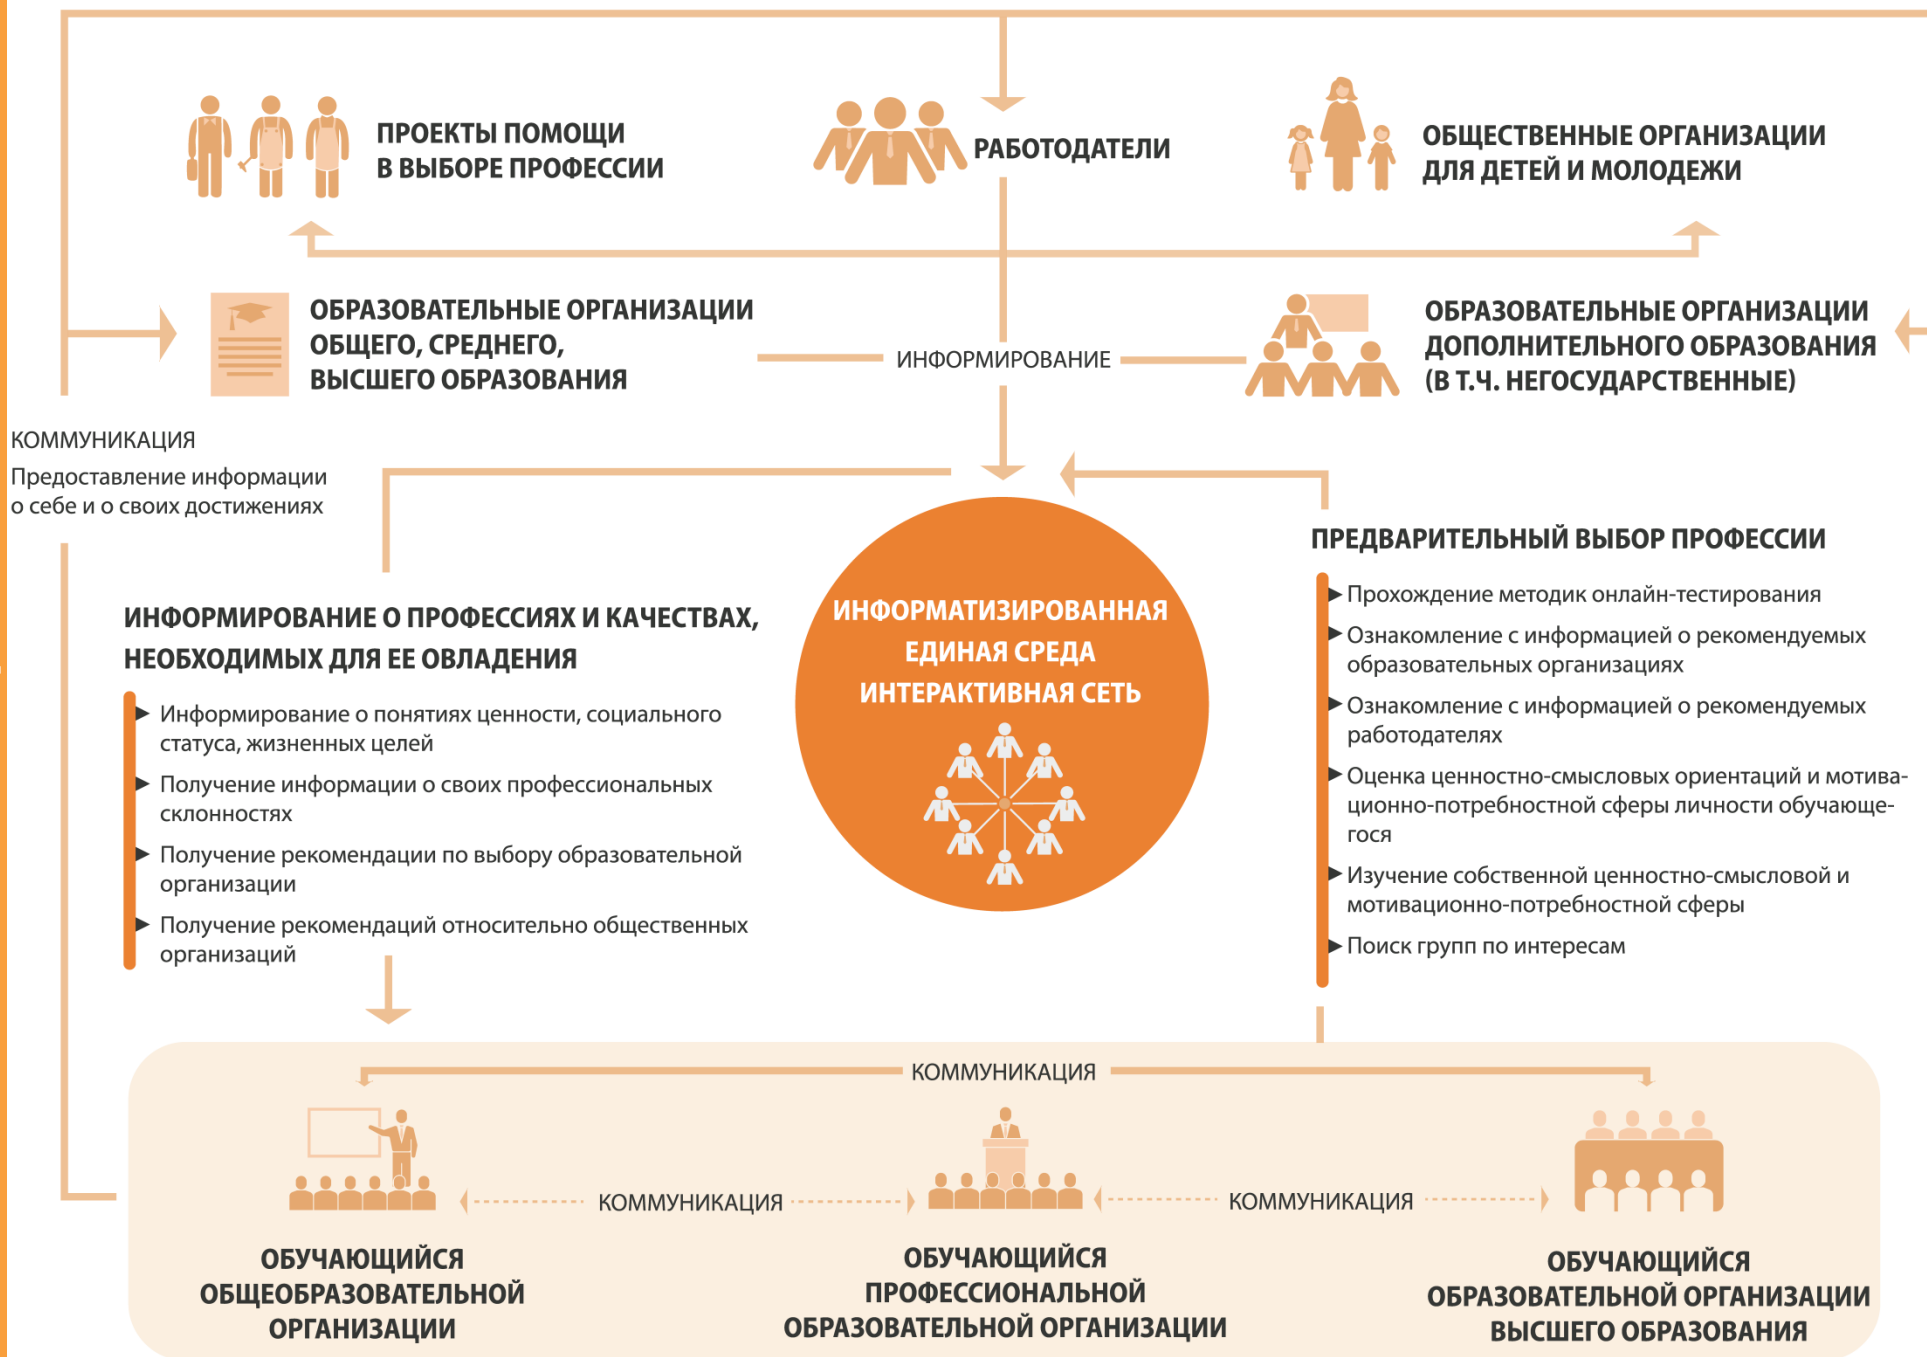 ПРОЕКТЫ ПОМОЩИ
В ВЫБОРЕ ПРОФЕССИИ
РАБОТОДАТЕЛИ
ОБЩЕСТВЕННЫЕ ОРГАНИЗАЦИИ
ДЛЯ ДЕТЕЙ И МОЛОДЕЖИ
ОБРАЗОВАТЕЛЬНЫЕ ОРГАНИЗАЦИИ
ОБЩЕГО, СРЕДНЕГО,
ВЫСШЕГО ОБРАЗОВАНИЯ
ИНФОРМИРОВАНИЕ
ОБРАЗОВАТЕЛЬНЫЕ ОРГАНИЗАЦИИ
ДОПОЛНИТЕЛЬНОГО ОБРАЗОВАНИЯ
(В Т.Ч. НЕГОСУДАРСТВЕННЫЕ)
КОММУНИКАЦИЯ
Предоставление информации
о себе и о своих достижениях
ИНФОРМИРОВАНИЕ О ПРОФЕССИЯХ И КАЧЕСТВАХ,
НЕОБХОДИМЫХ ДЛЯ ЕЕ ОВЛАДЕНИЯ
Информирование о понятиях ценности, социального
статуса, жизненных целей
Получение информации о своих профессиональных
склонностях
Получение рекомендации по выбору образовательной
организации
Получение рекомендаций относительно общественных
организаций
ИНФОРМАТИЗИРОВАННАЯ
ЕДИНАЯ СРЕДА
ИНТЕРАКТИВНАЯ СЕТЬ
ПРЕДВАРИТЕЛЬНЫЙ ВЫБОР ПРОФЕССИИ
Прохождение методик онлайн-тестирования
Ознакомление с информацией о рекомендуемых
образовательных организациях
Ознакомление с информацией о рекомендуемых
работодателях
Оценка ценностно-смысловых ориентаций и мотива-
ционно-потребностной сферы личности обучающе-
гося
Изучение собственной ценностно-смысловой и
мотивационно-потребностной сферы
Поиск групп по интересам
КОММУНИКАЦИЯ
КОММУНИКАЦИЯ
КОММУНИКАЦИЯ
ОБУЧАЮЩИЙСЯ
ОБЩЕОБРАЗОВАТЕЛЬНОЙ
ОРГАНИЗАЦИИ
ОБУЧАЮЩИЙСЯ
ПРОФЕССИОНАЛЬНОЙ
ОБРАЗОВАТЕЛЬНОЙ ОРГАНИЗАЦИИ
ОБУЧАЮЩИЙСЯ
ОБРАЗОВАТЕЛЬНОЙ ОРГАНИЗАЦИИ
ВЫСШЕГО ОБРАЗОВАНИЯ